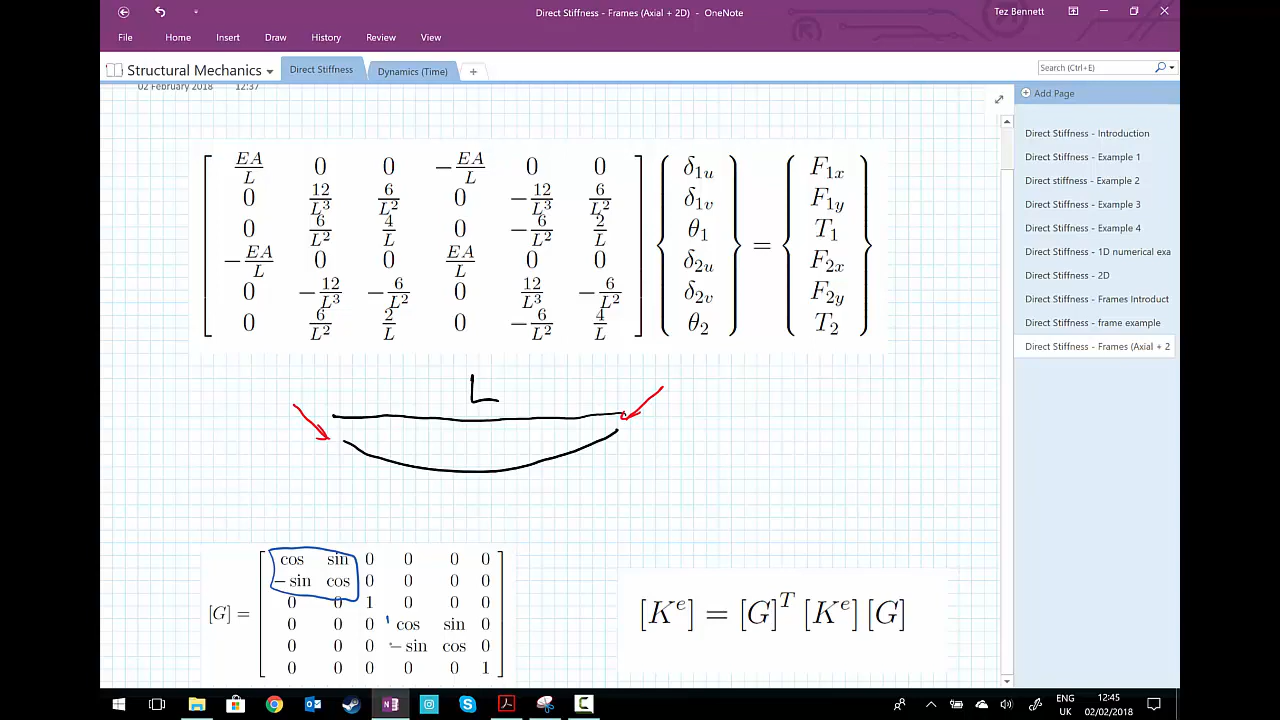 Direct Stiffness - Frames (Axial + 2D) - OneNote
Tez Bennett
File Home Insert Draw History Review View
Structural Mechanics Direct Stiffness Dynamics (Time) +
Search (Ctrl+E)
02 February 2018 12:37
Add Page
Direct Stiffness - Introduction
Direct Stiffness - Example 1
Direct stiffness - Example 2
Direct Stiffness - Example 3
Direct Stiffness - Example 4
Direct Stiffness - 1D numerical exa
Direct Stiffness - 2D
Direct Stiffness - Frames Introduct
Direct Stiffness - frame example
Direct Stiffness - Frames (Axial + 2
EA/L 0 0 -EA/L 0 0 δ1u = F1x
0 12/L³ 6/L² 0 -12/L³ 6/L² δ1v F1y
0 6/L² 4/L 0 -6/L² 2/L θ1 T1
-EA/L 0 0 EA/L 0 0 δ2u F2x
0 -12/L³ -6/L² 0 12/L³ -6/L² δ2v F2y
0 6/L² 2/L 0 -6/L² 4/L θ2 T2
L
[G] =
cos sin 0 0 0 0
-sin cos 0 0 0 0
0 0 1 0 0 0
0 0 0 cos sin 0
0 0 0 -sin cos 0
0 0 0 0 0 1
[Kᵉ] = [G]ᵀ [Kᵉ] [G]
ENG
UK
12:45
02/02/2018